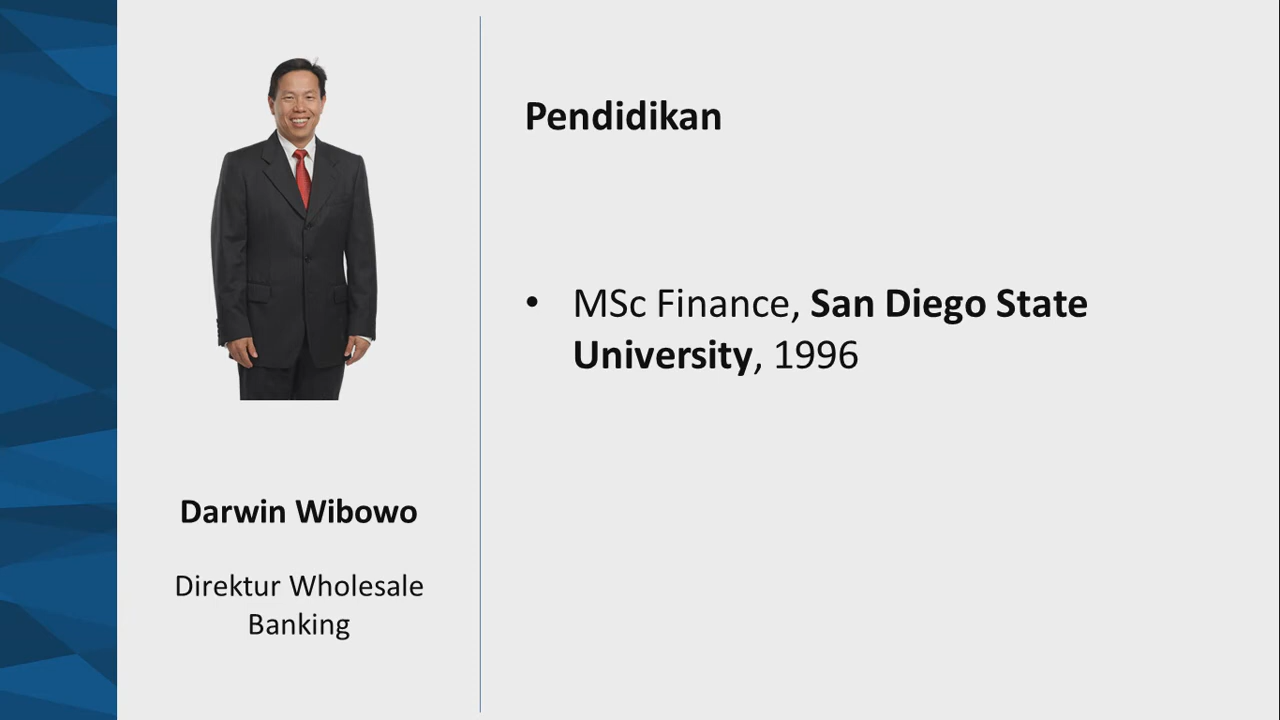 Pendidikan
• MSc Finance, San Diego State
University, 1996
Darwin Wibowo
Direktur Wholesale
Banking